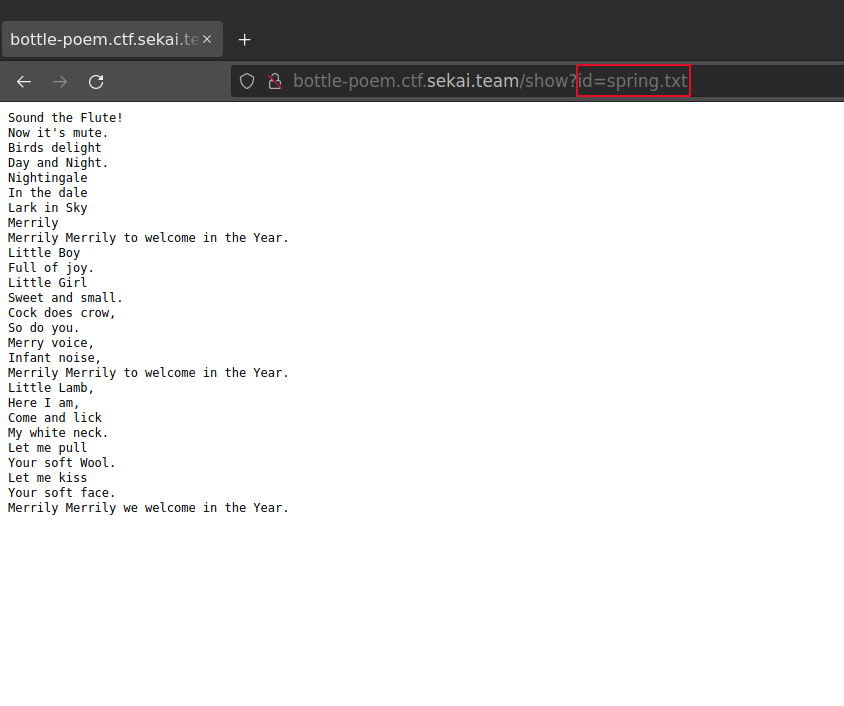 bottle-poem.ctf.sekai.te
bottle-poem.ctf.sekai.team/show?id=spring.txt
Sound the Flute!
Now it's mute.
Birds delight
Day and Night.
Nightingale
In the dale
Lark in Sky
Merrily
Merrily Merrily to welcome in the Year.
Little Boy
Full of joy.
Little Girl
Sweet and small.
Cock does crow,
So do you.
Merry voice,
Infant noise,
Merrily Merrily to welcome in the Year.
Little Lamb,
Here I am,
Come and lick
My white neck.
Let me pull
Your soft Wool.
Let me kiss
Your soft face.
Merrily Merrily we welcome in the Year.